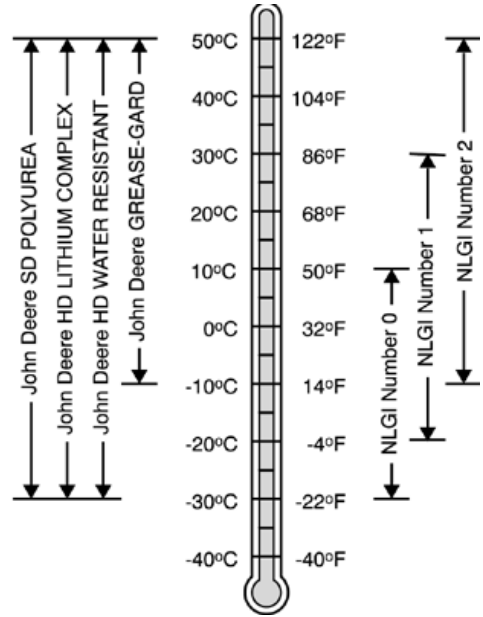 John Deere SD POLYUREA
John Deere HD LITHIUM COMPLEX
John Deere HD WATER RESISTANT
John Deere GREASE-GARD
50ºC 122ºF
40ºC 104ºF
30ºC 86ºF
20ºC 68ºF
10ºC 50ºF
0ºC 32ºF
-10ºC 14ºF
-20ºC -4ºF
-30ºC -22ºF
-40ºC -40ºF
NLGI Number 0
NLGI Number 1
NLGI Number 2